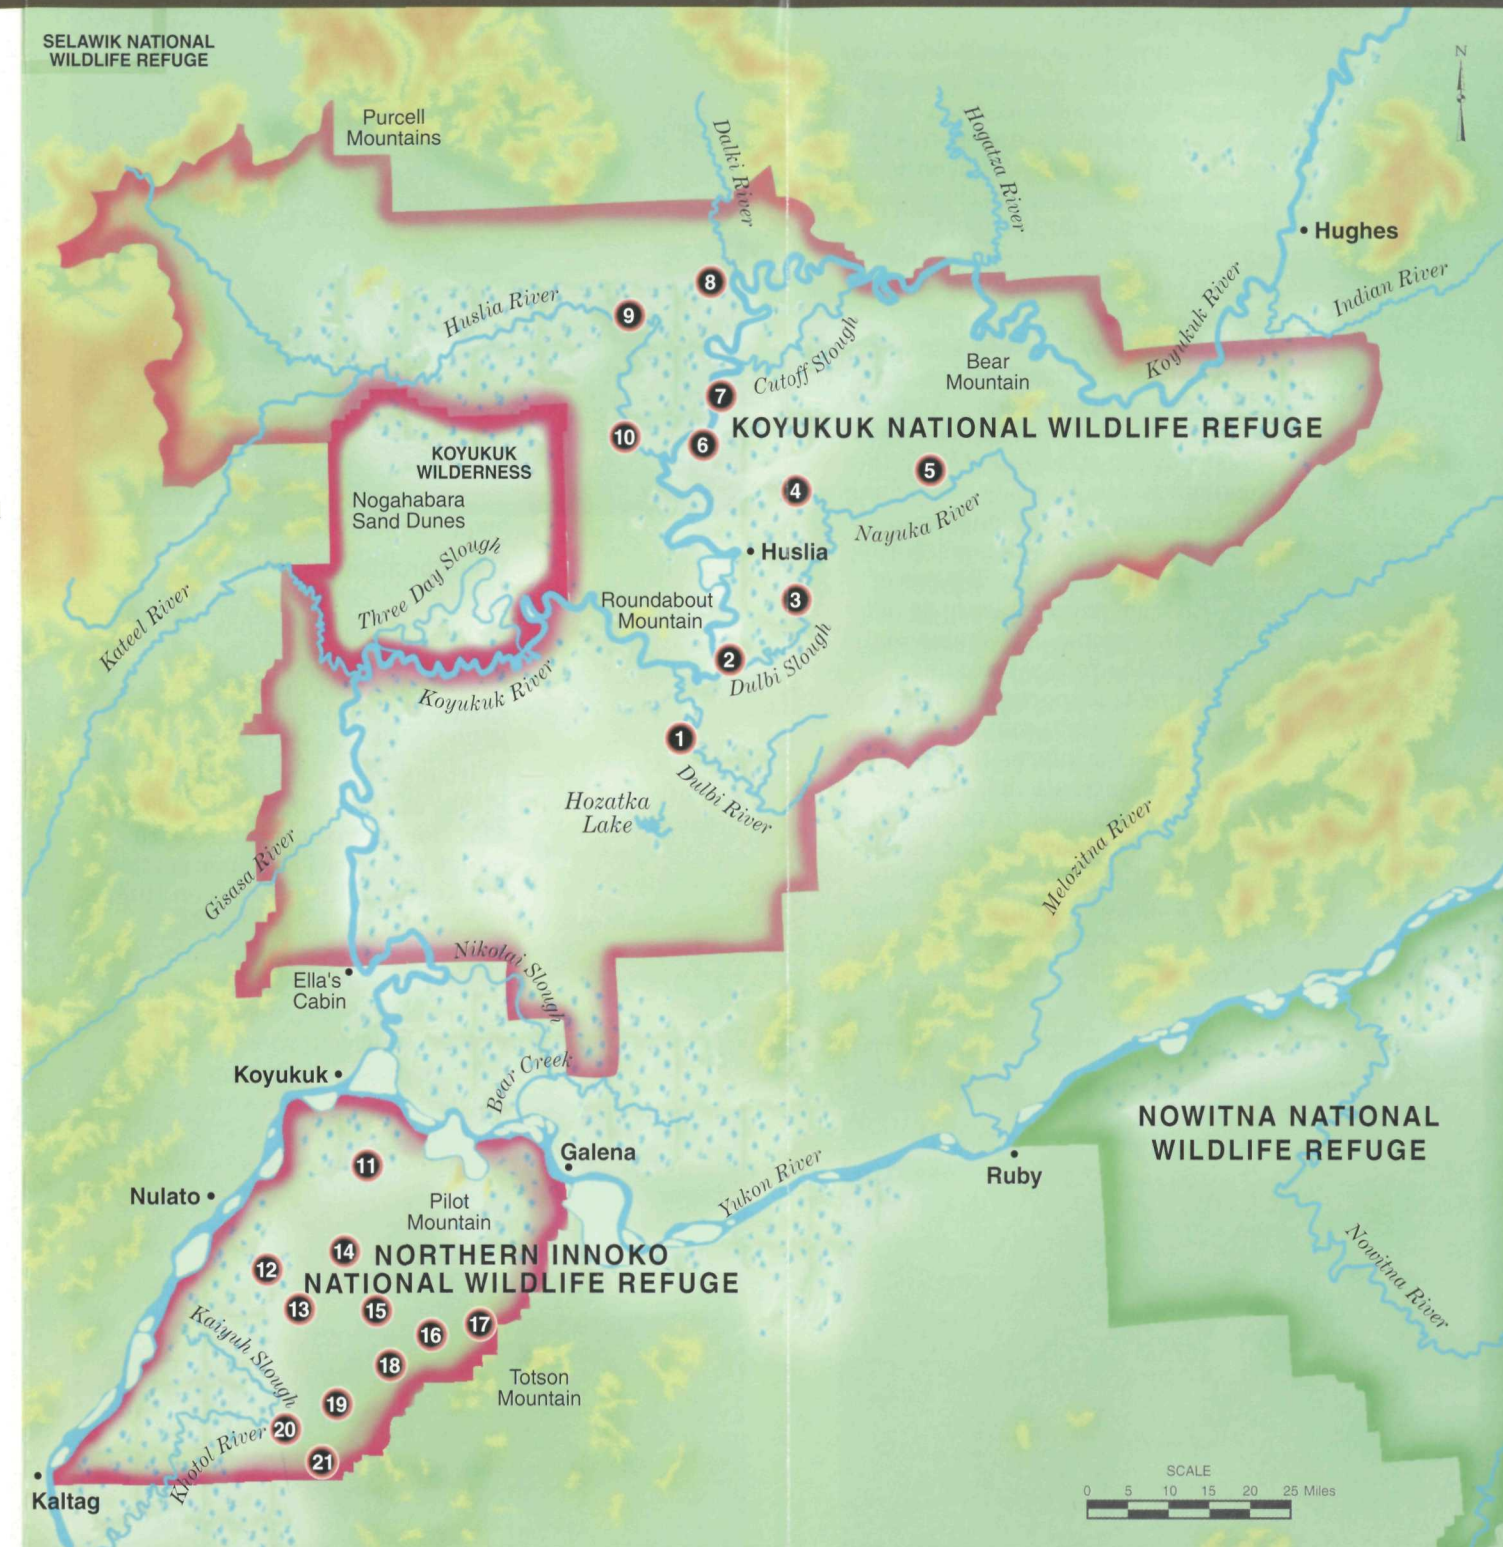 SELAWIK NATIONAL
WILDLIFE REFUGE
N
Purcell
Mountains
Dalki River
Hogatza River
Hughes
Indian River
Koyukuk River
8
9
Huslia River
Cutoff Slough
Bear
Mountain
7
KOYUKUK NATIONAL WILDLIFE REFUGE
10
6
KOYUKUK
WILDERNESS
5
4
Nogahabara
Sand Dunes
Nayuka River
Three Day Slough
Huslia
Kateel River
Roundabout
Mountain
3
2
Dulbi Slough
Koyukuk River
1
Dulbi River
Hozatka
Lake
Melozitna River
Gisasa River
Nikolai Slough
Ella's
Cabin
Koyukuk
Bear Creek
NOWITNA NATIONAL
WILDLIFE REFUGE
Galena
Ruby
11
Yukon River
Nulato
Pilot
Mountain
Nowitna River
14
NORTHERN INNOKO
12
NATIONAL WILDLIFE REFUGE
13
15
16
17
Kaiyuh Slough
18
Totson
Mountain
19
20
Khotol River
21
Kaltag
SCALE
0 5 10 15 20 25 Miles